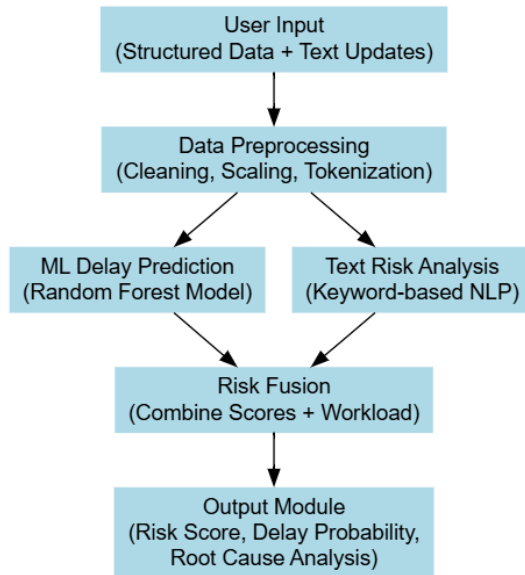 User Input
(Structured Data + Text Updates)
Data Preprocessing
(Cleaning, Scaling, Tokenization)
ML Delay Prediction
(Random Forest Model)
Text Risk Analysis
(Keyword-based NLP)
Risk Fusion
(Combine Scores + Workload)
Output Module
(Risk Score, Delay Probability,
Root Cause Analysis)